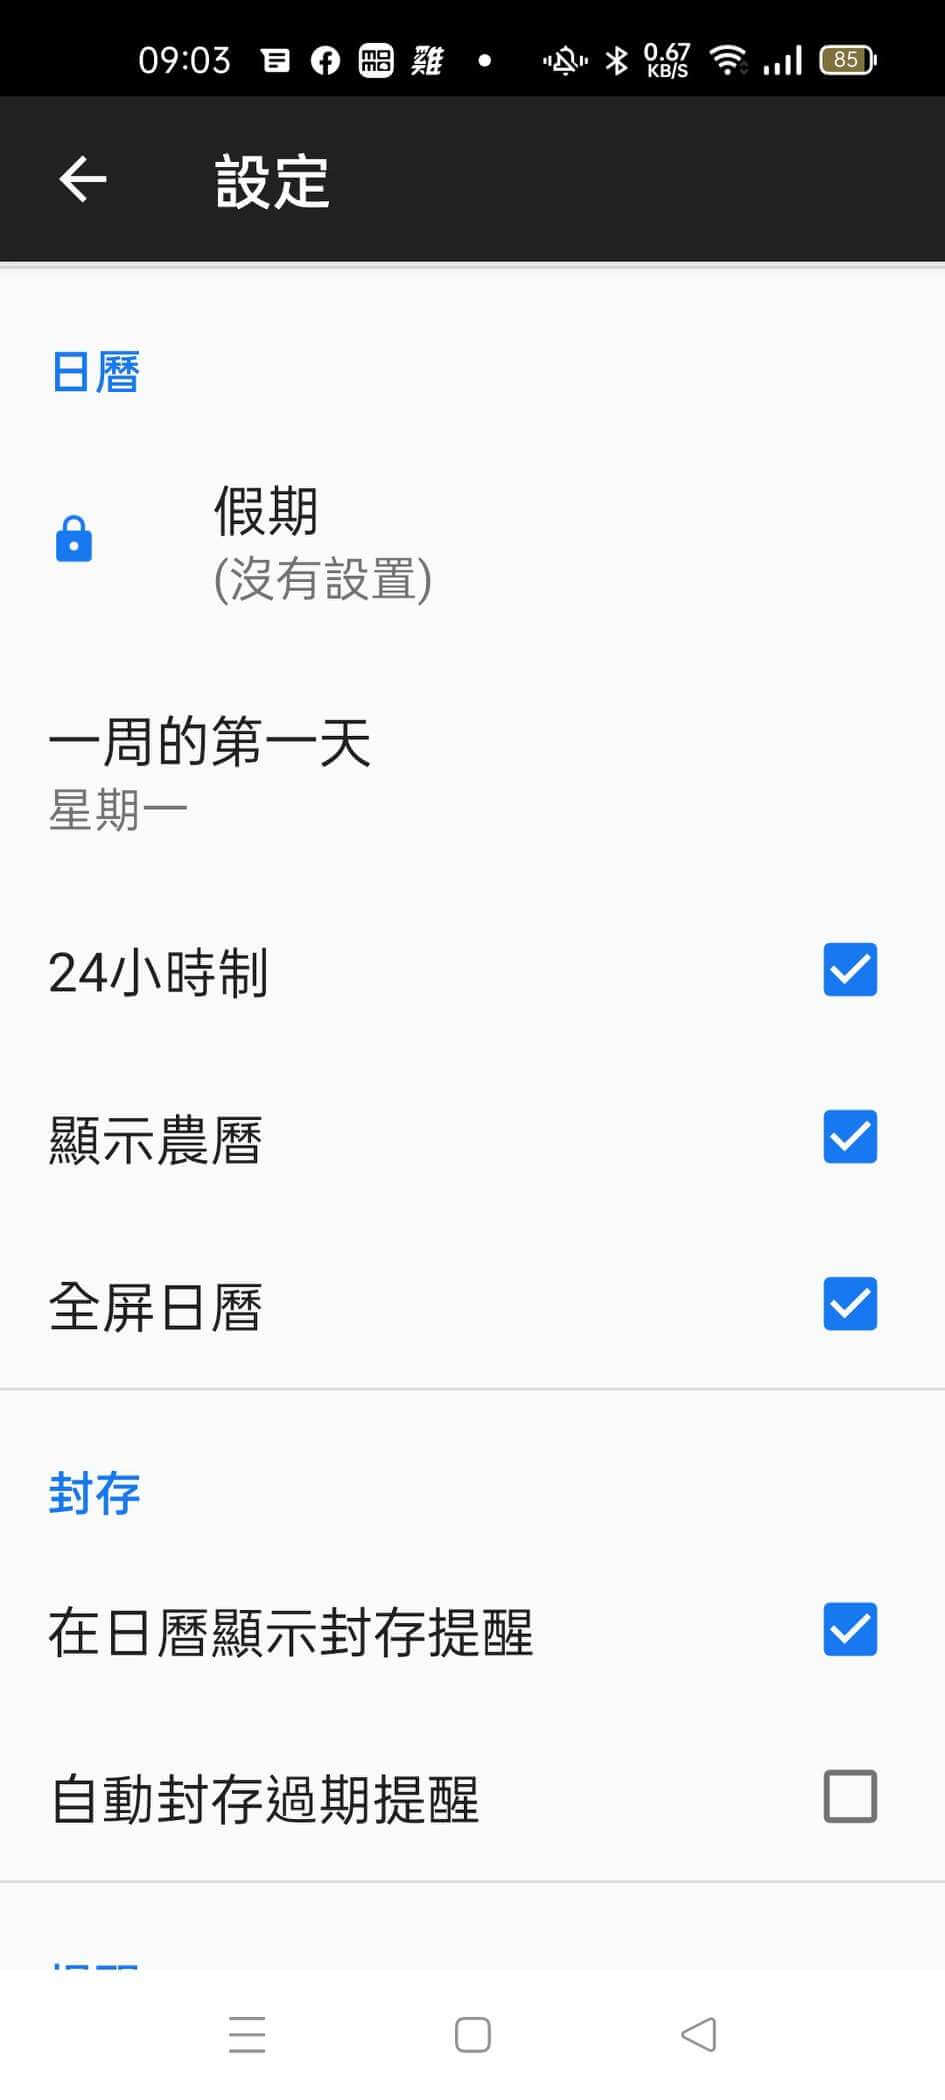 09:03 雞 0.67 KB/S 85
設定
日曆
假期
(沒有設置)
一周的第一天
星期一
24小時制
顯示農曆
全屏日曆
封存
在日曆顯示封存提醒
自動封存過期提醒